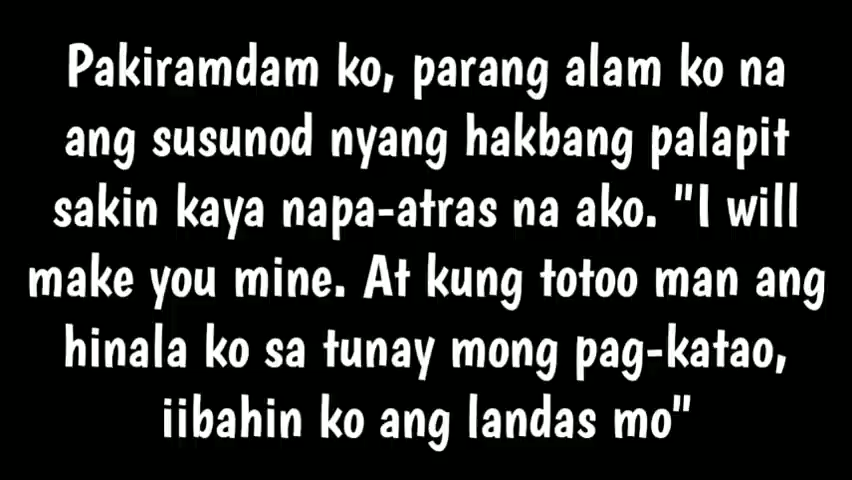 Pakiramdam ko, parang alam ko na
ang susunod nyang hakbang palapit
sakin kaya napa-atras na ako. "I will
make you mine. At kung totoo man ang
hinala ko sa tunay mong pag-katao,
iibahin ko ang landas mo"